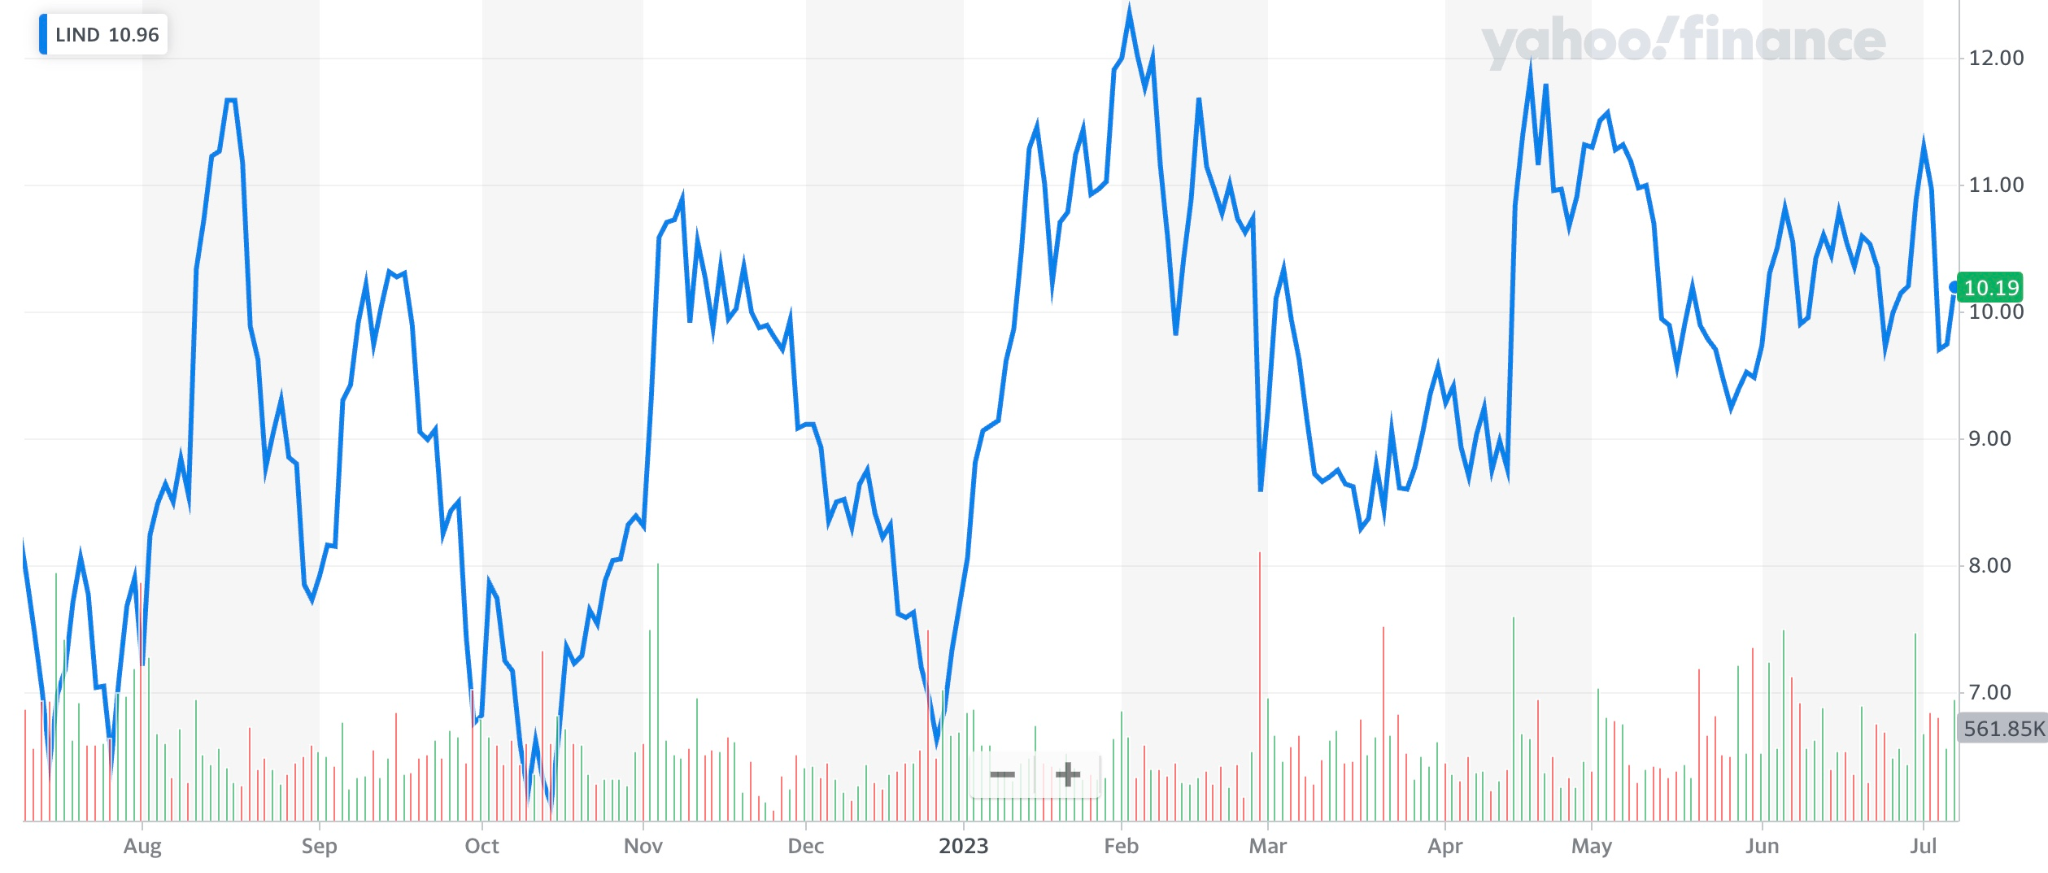 LIND 10.96
yahoo!finance
12.00
11.00
10.19
10.00
9.00
8.00
7.00
561.85K
− +
Aug Sep Oct Nov Dec 2023 Feb Mar Apr May Jun Jul